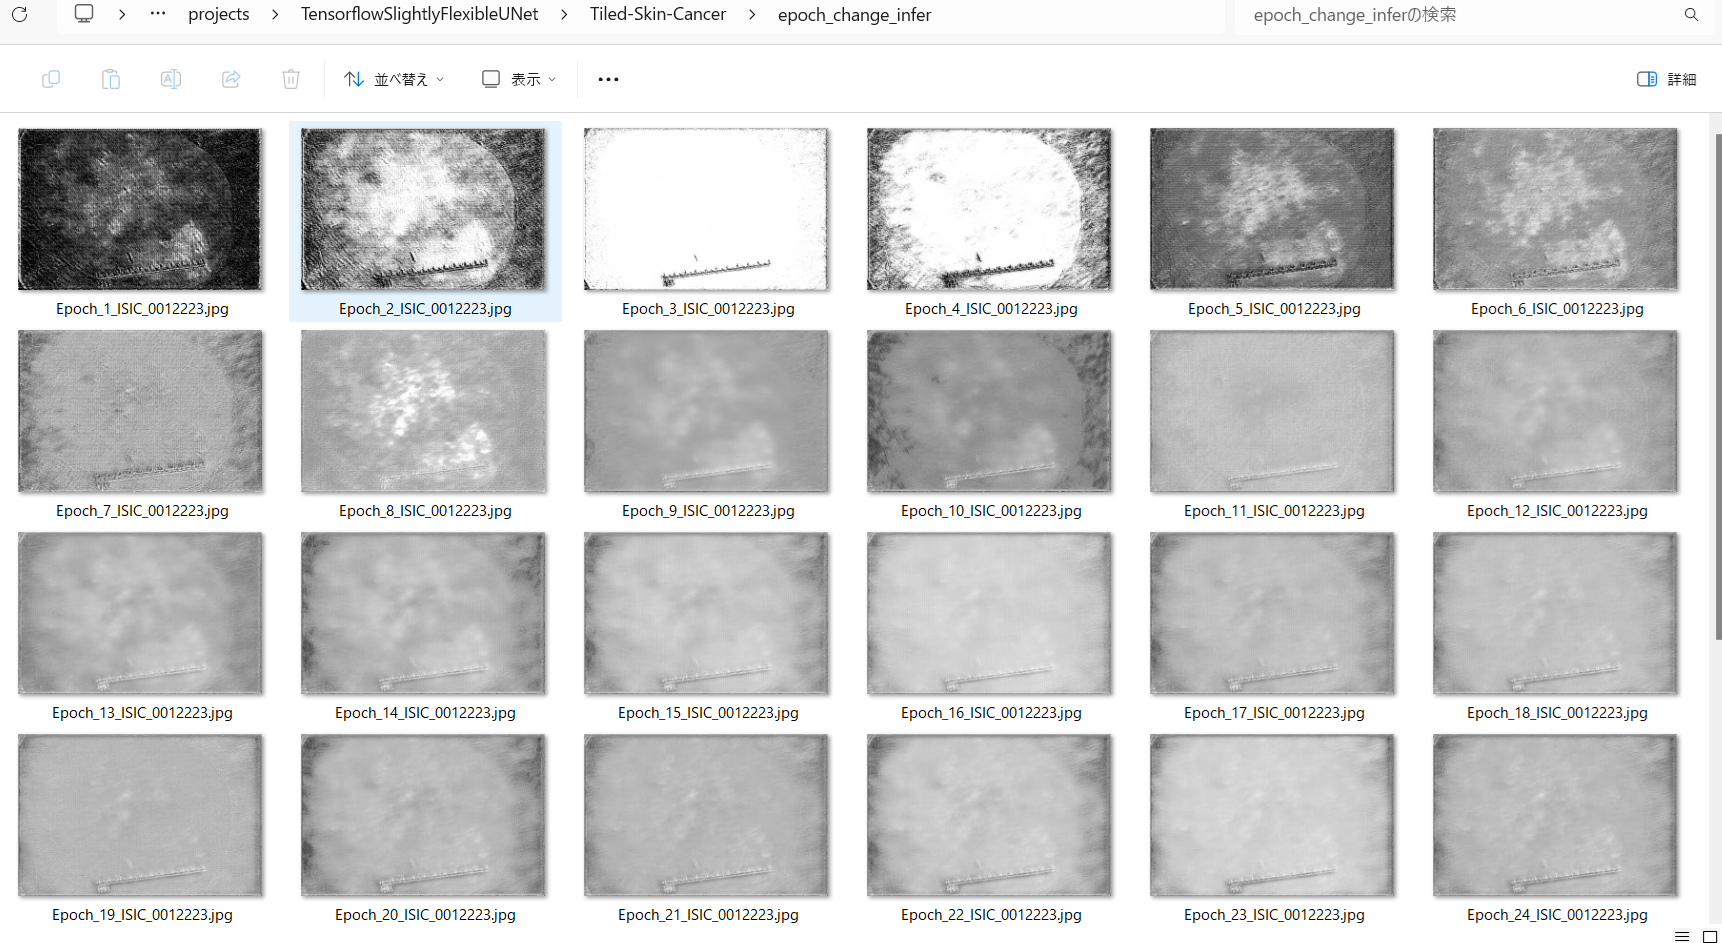 projects > TensorflowSlightlyFlexibleUNet > Tiled-Skin-Cancer > epoch_change_infer epoch_change_inferの検索
並べ替え 表示 詳細
Epoch_1_ISIC_0012223.jpg Epoch_2_ISIC_0012223.jpg Epoch_3_ISIC_0012223.jpg Epoch_4_ISIC_0012223.jpg Epoch_5_ISIC_0012223.jpg Epoch_6_ISIC_0012223.jpg
Epoch_7_ISIC_0012223.jpg Epoch_8_ISIC_0012223.jpg Epoch_9_ISIC_0012223.jpg Epoch_10_ISIC_0012223.jpg Epoch_11_ISIC_0012223.jpg Epoch_12_ISIC_0012223.jpg
Epoch_13_ISIC_0012223.jpg Epoch_14_ISIC_0012223.jpg Epoch_15_ISIC_0012223.jpg Epoch_16_ISIC_0012223.jpg Epoch_17_ISIC_0012223.jpg Epoch_18_ISIC_0012223.jpg
Epoch_19_ISIC_0012223.jpg Epoch_20_ISIC_0012223.jpg Epoch_21_ISIC_0012223.jpg Epoch_22_ISIC_0012223.jpg Epoch_23_ISIC_0012223.jpg Epoch_24_ISIC_0012223.jpg